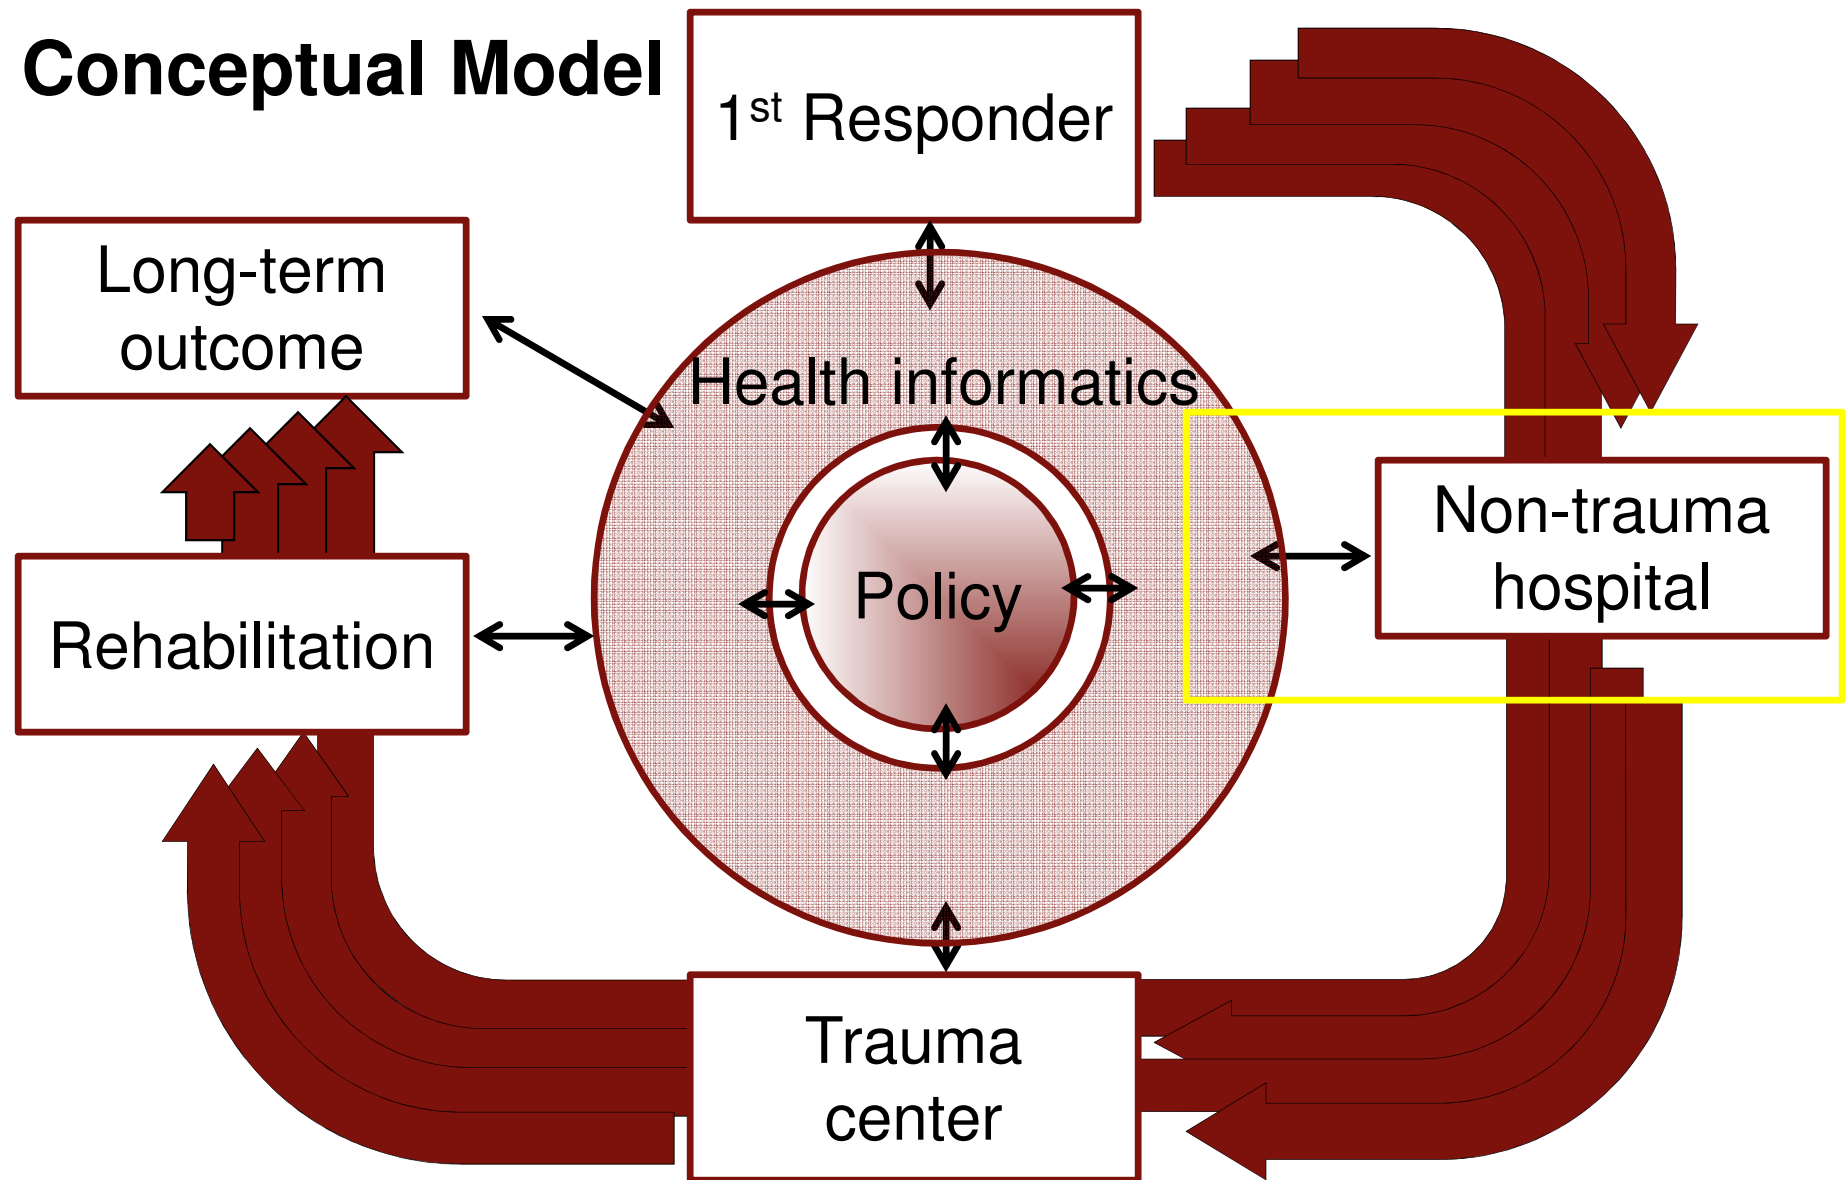 Conceptual Model
1st Responder
Long-term
outcome
Health informatics
Non-trauma
hospital
Policy
Rehabilitation
Trauma
center